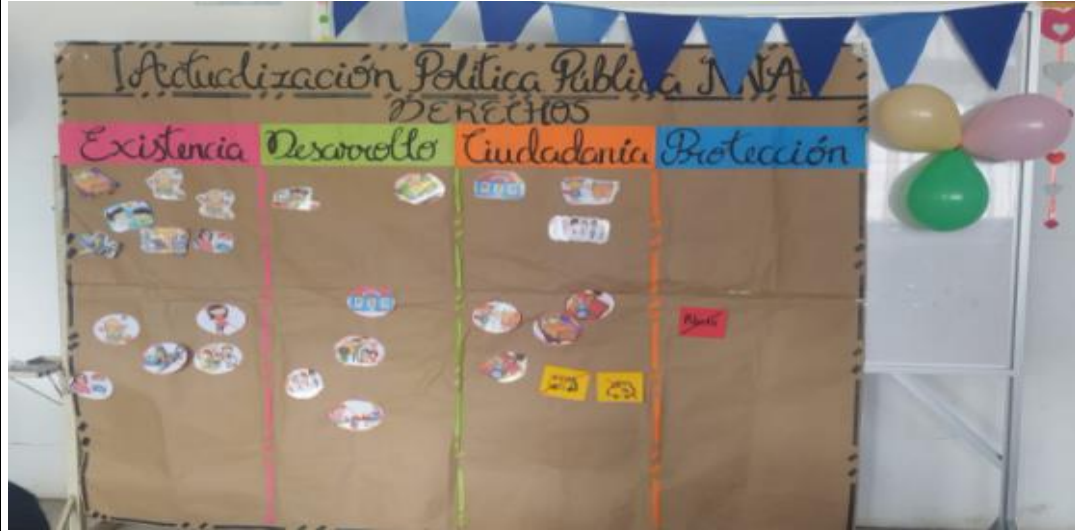 I.Actualización Política Pública NNA
DERECHOS
Existencia Desarrollo Ciudadanía Protección